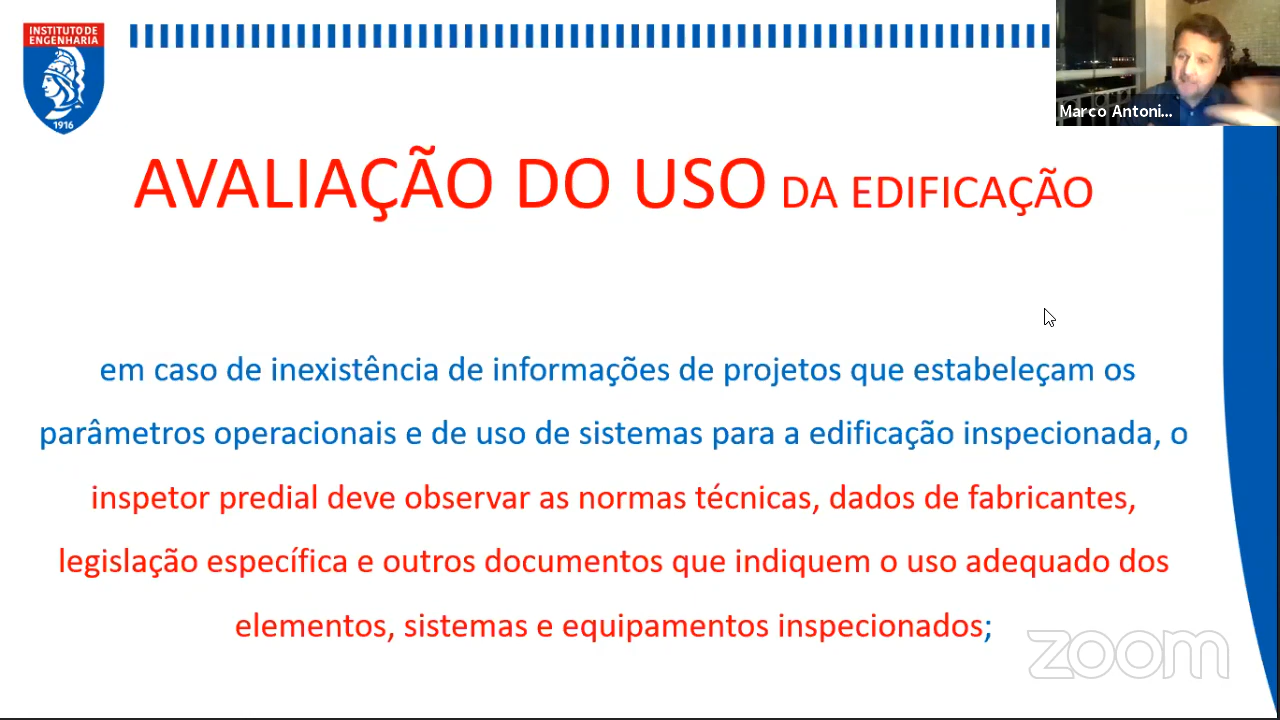 INSTITUTO DE
ENGENHARIA
1916
Marco Antoni...
AVALIAÇÃO DO USO DA EDIFICAÇÃO
em caso de inexistência de informações de projetos que estabeleçam os
parâmetros operacionais e de uso de sistemas para a edificação inspecionada, o
inspetor predial deve observar as normas técnicas, dados de fabricantes,
legislação específica e outros documentos que indiquem o uso adequado dos
elementos, sistemas e equipamentos inspecionados;
zoom